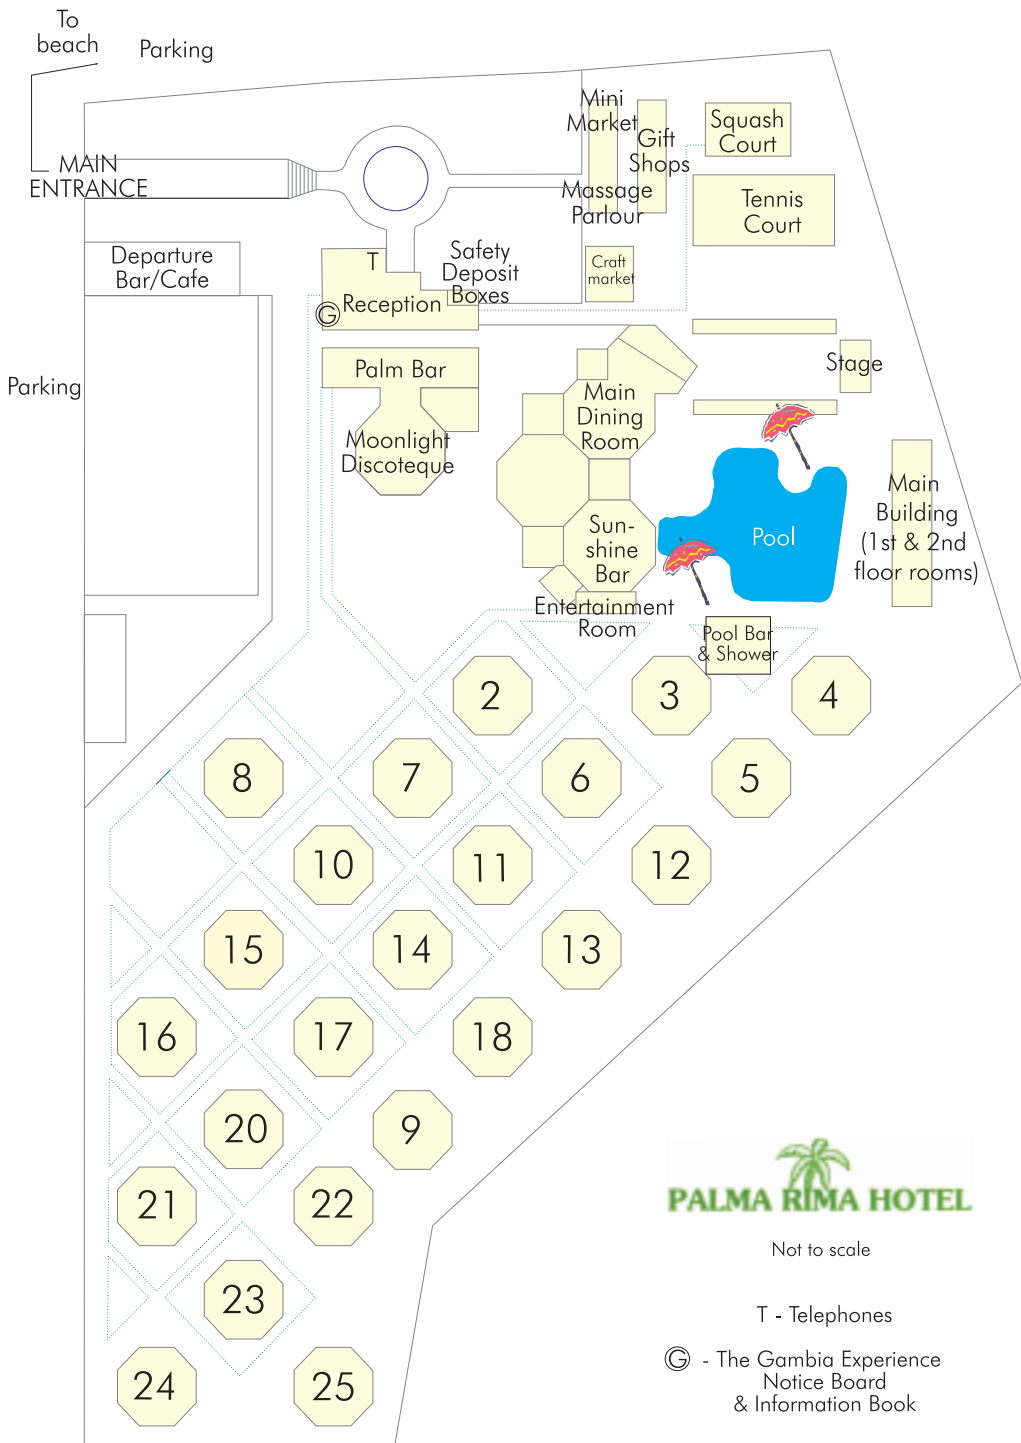 To
beach
Parking
MAIN
ENTRANCE
Mini
Market
Gift
Shops
Massage
Parlour
Squash
Court
Tennis
Court
Departure
Bar/Cafe
T
Safety
Deposit
Boxes
Craft
market
G
Reception
Parking
Palm Bar
Moonlight
Discoteque
Main
Dining
Room
Stage
Sun-
shine
Bar
Pool
Main
Building
(1st & 2nd
floor rooms)
Entertainment
Room
Pool Bar
& Shower
2
3
4
8
7
6
5
10
11
12
15
14
13
16
17
18
20
9
21
22
23
24
25
PALMA RIMA HOTEL
Not to scale
T - Telephones
G - The Gambia Experience
Notice Board
& Information Book